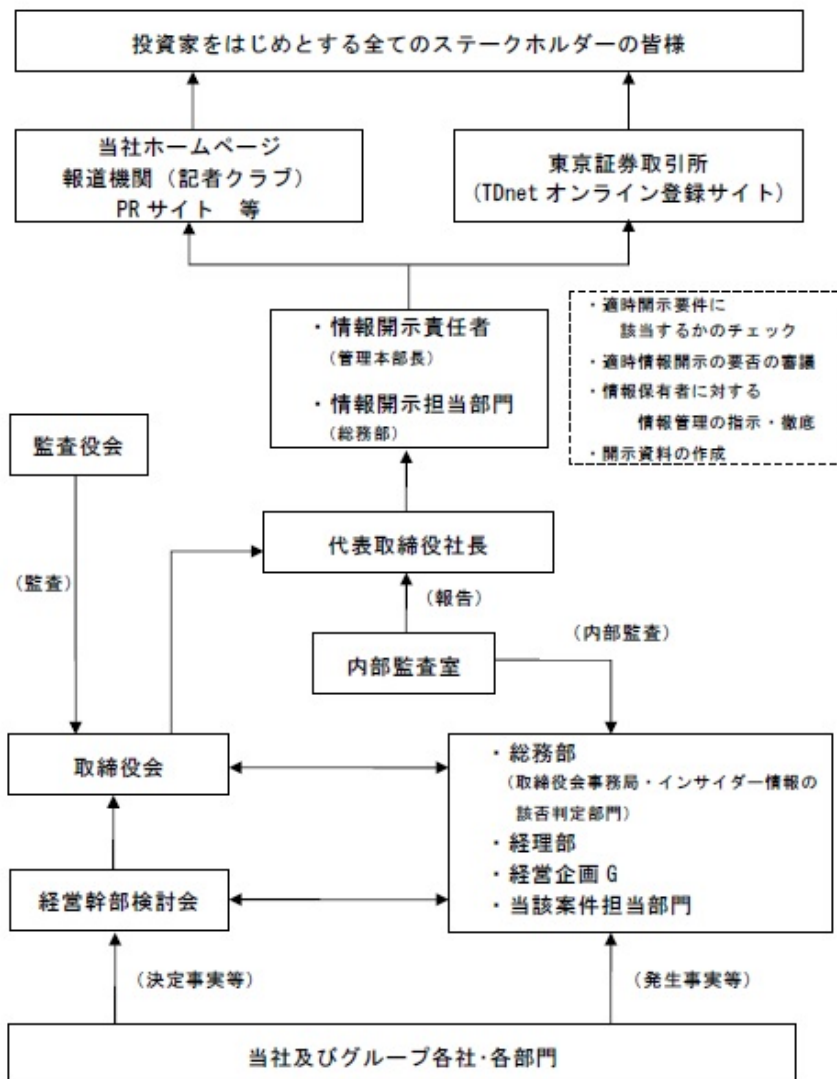 投資家をはじめとする全てのステークホルダーの皆様
当社ホームページ
報道機関（記者クラブ）
PR サイト　等
東京証券取引所
(TDnet オンライン登録サイト)
・情報開示責任者
（管理本部長）
・情報開示担当部門
（総務部）
・適時開示要件に
該当するかのチェック
・適時情報開示の要否の審議
・情報保有者に対する
情報管理の指示・徹底
・開示資料の作成
監査役会
代表取締役社長
（監査）
（報告）
（内部監査）
内部監査室
取締役会
・総務部
（取締役会事務局・インサイダー情報の
該否判定部門）
・経理部
・経営企画 G
・当該案件担当部門
経営幹部検討会
（決定事実等）
（発生事実等）
当社及びグループ各社・各部門